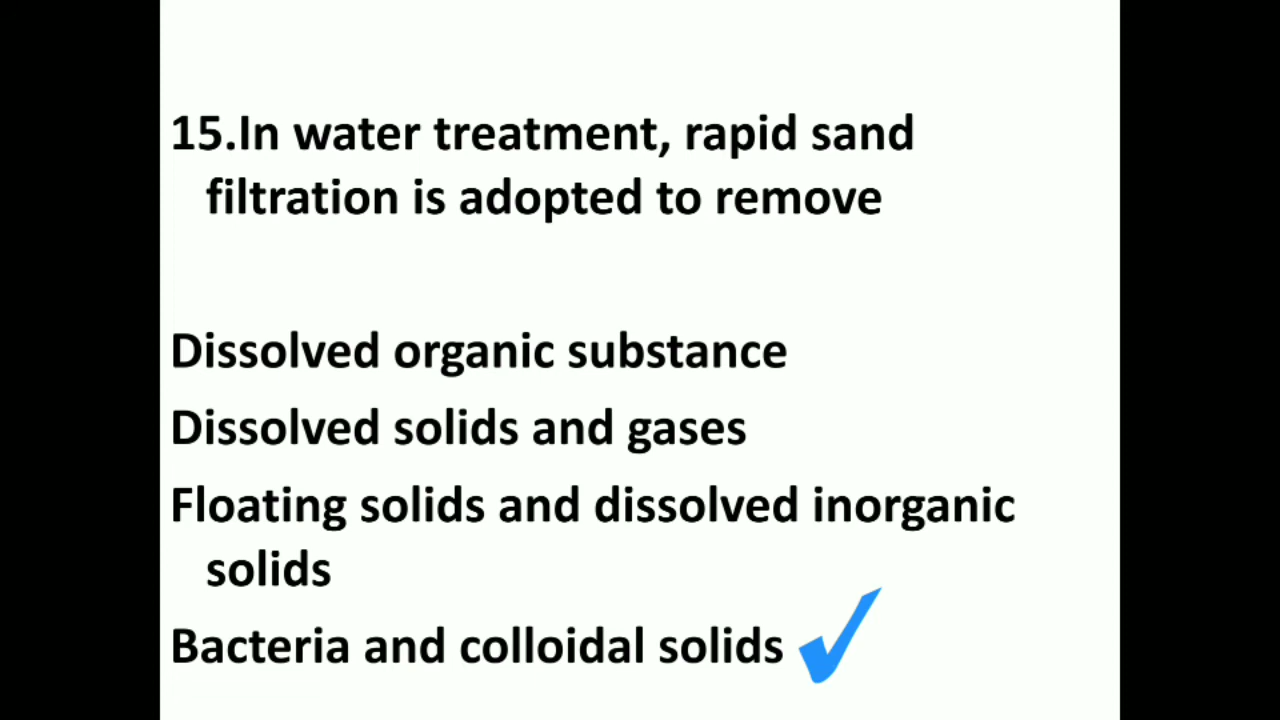 15.In water treatment, rapid sand
filtration is adopted to remove
Dissolved organic substance
Dissolved solids and gases
Floating solids and dissolved inorganic
solids
Bacteria and colloidal solids